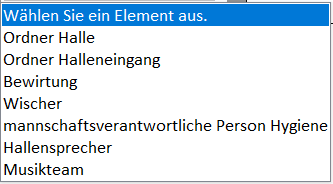 Wählen Sie ein Element aus.
Ordner Halle
Ordner Halleneingang
Bewirtung
Wischer
mannschaftsverantwortliche Person Hygiene
Hallensprecher
Musikteam